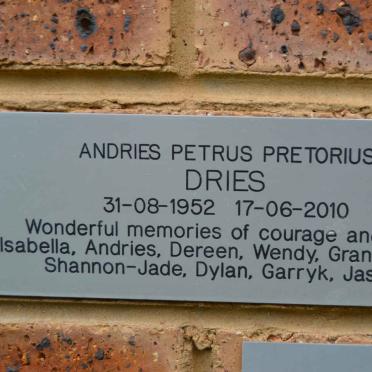 ANDRIES PETRUS PRETORIUS
DRIES
31-08-1952 17-06-2010
Wonderful memories of courage
Isabella, Andries, Dereen, Wendy,
Shannon-Jade, Dylan, Garryk,